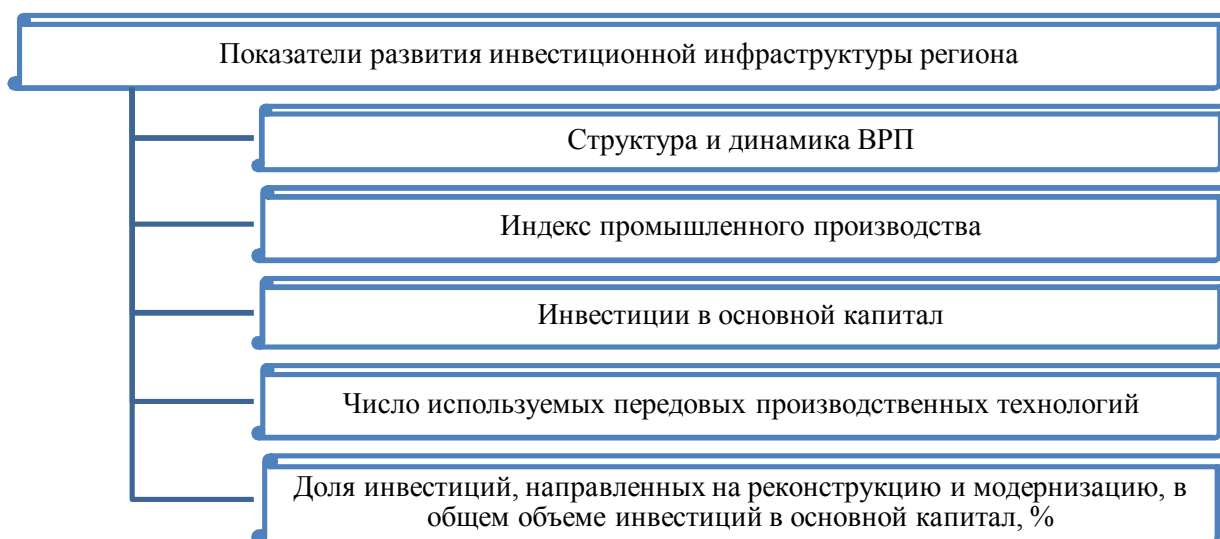 Показатели развития инвестиционной инфраструктуры региона
Структура и динамика ВРП
Индекс промышленного производства
Инвестиции в основной капитал
Число используемых передовых производственных технологий
Доля инвестиций, направленных на реконструкцию и модернизацию, в
общем объеме инвестиций в основной капитал, %